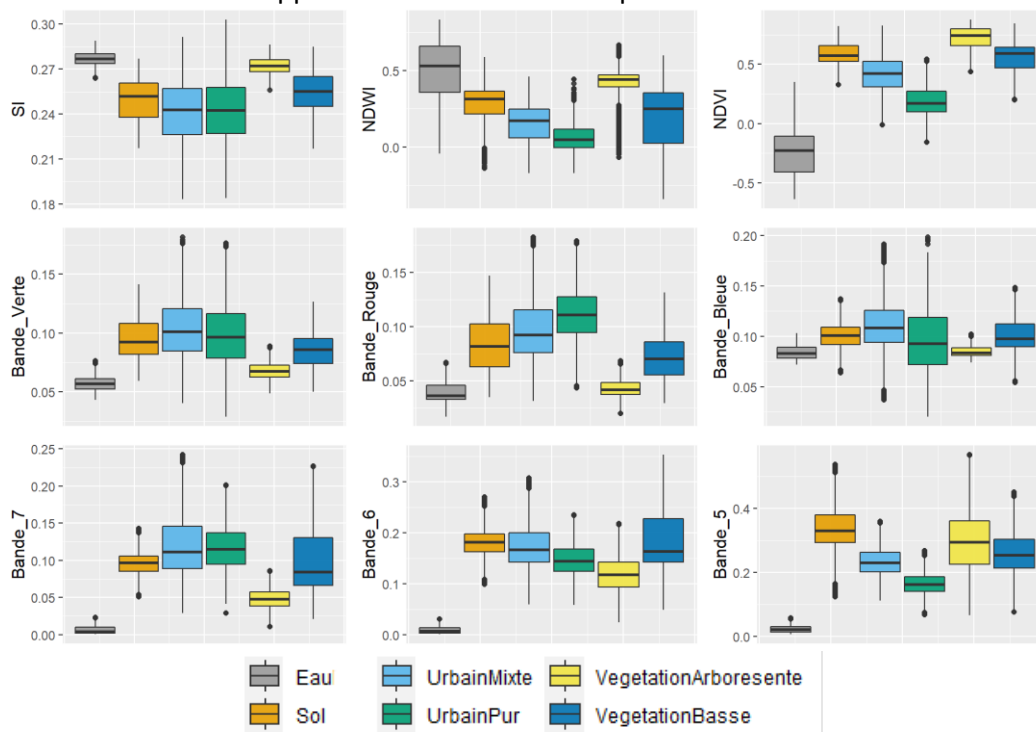 SI
0.30
0.27
0.24
0.21
0.18
NDWI
0.5
0.0
NDVI
0.5
0.0
-0.5
Bande_Verte
0.15
0.10
0.05
Bande_Rouge
0.15
0.10
0.05
Bande_Bleue
0.20
0.15
0.10
0.05
Bande_7
0.25
0.20
0.15
0.10
0.05
0.00
Bande_6
0.3
0.2
0.1
0.0
Bande_5
0.4
0.2
0.0
Eau
UrbainMixte
VegetationArboresente
Sol
UrbainPur
VegetationBasse